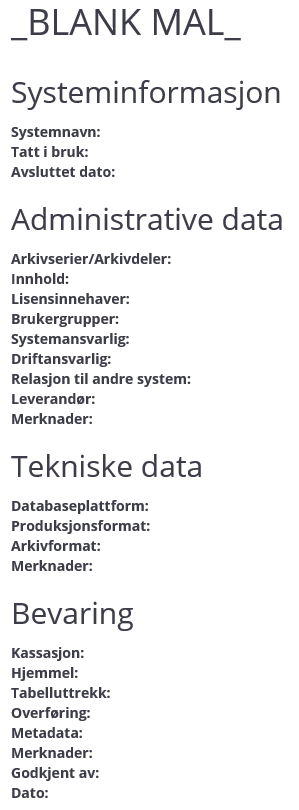 _BLANK MAL_
Systeminformasjon
Systemnavn:
Tatt i bruk:
Avsluttet dato:
Administrative data
Arkivserier/Arkivdeler:
Innhold:
Lisensinnehaver:
Brukergrupper:
Systemansvarlig:
Driftansvarlig:
Relasjon til andre system:
Leverandør:
Merknader:
Tekniske data
Databaseplattform:
Produksjonsformat:
Arkivformat:
Merknader:
Bevaring
Kassasjon:
Hjemmel:
Tabelluttrekk:
Overføring:
Metadata:
Merknader:
Godkjent av:
Dato: